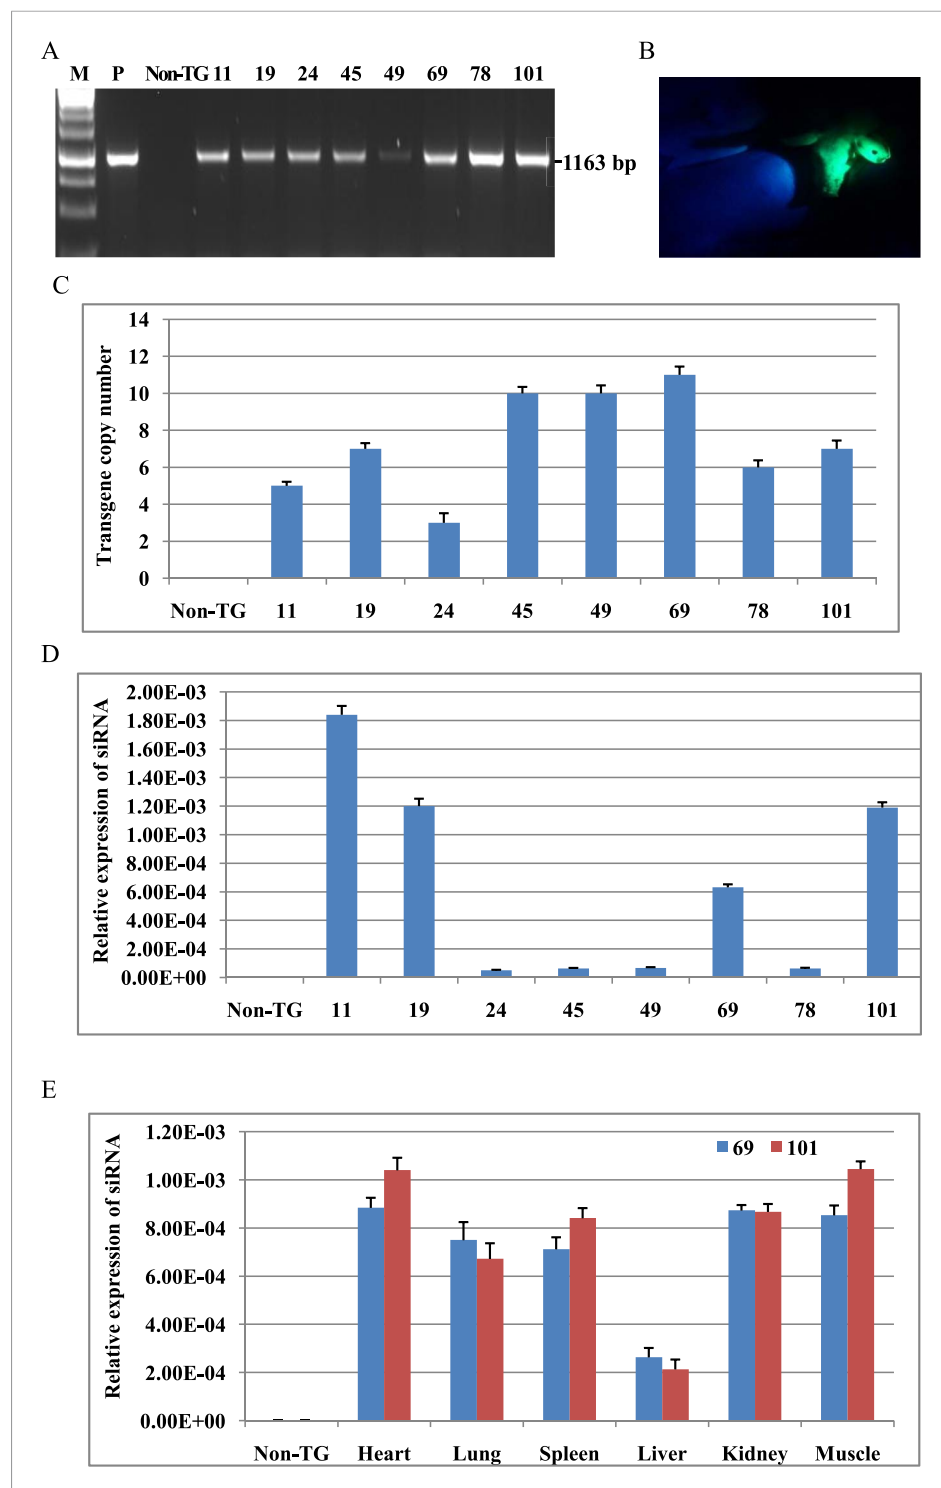 A
B
M P Non-TG 11 19 24 45 49 69 78 101
1163 bp
C
Transgene copy number
14
12
10
8
6
4
2
0
Non-TG 11 19 24 45 49 69 78 101
D
Relative expression of siRNA
2.00E-03
1.80E-03
1.60E-03
1.40E-03
1.20E-03
1.00E-03
8.00E-04
6.00E-04
4.00E-04
2.00E-04
0.00E+00
Non-TG 11 19 24 45 49 69 78 101
E
Relative expression of siRNA
1.20E-03
1.00E-03
8.00E-04
6.00E-04
4.00E-04
2.00E-04
0.00E+00
69 101
Non-TG Heart Lung Spleen Liver Kidney Muscle